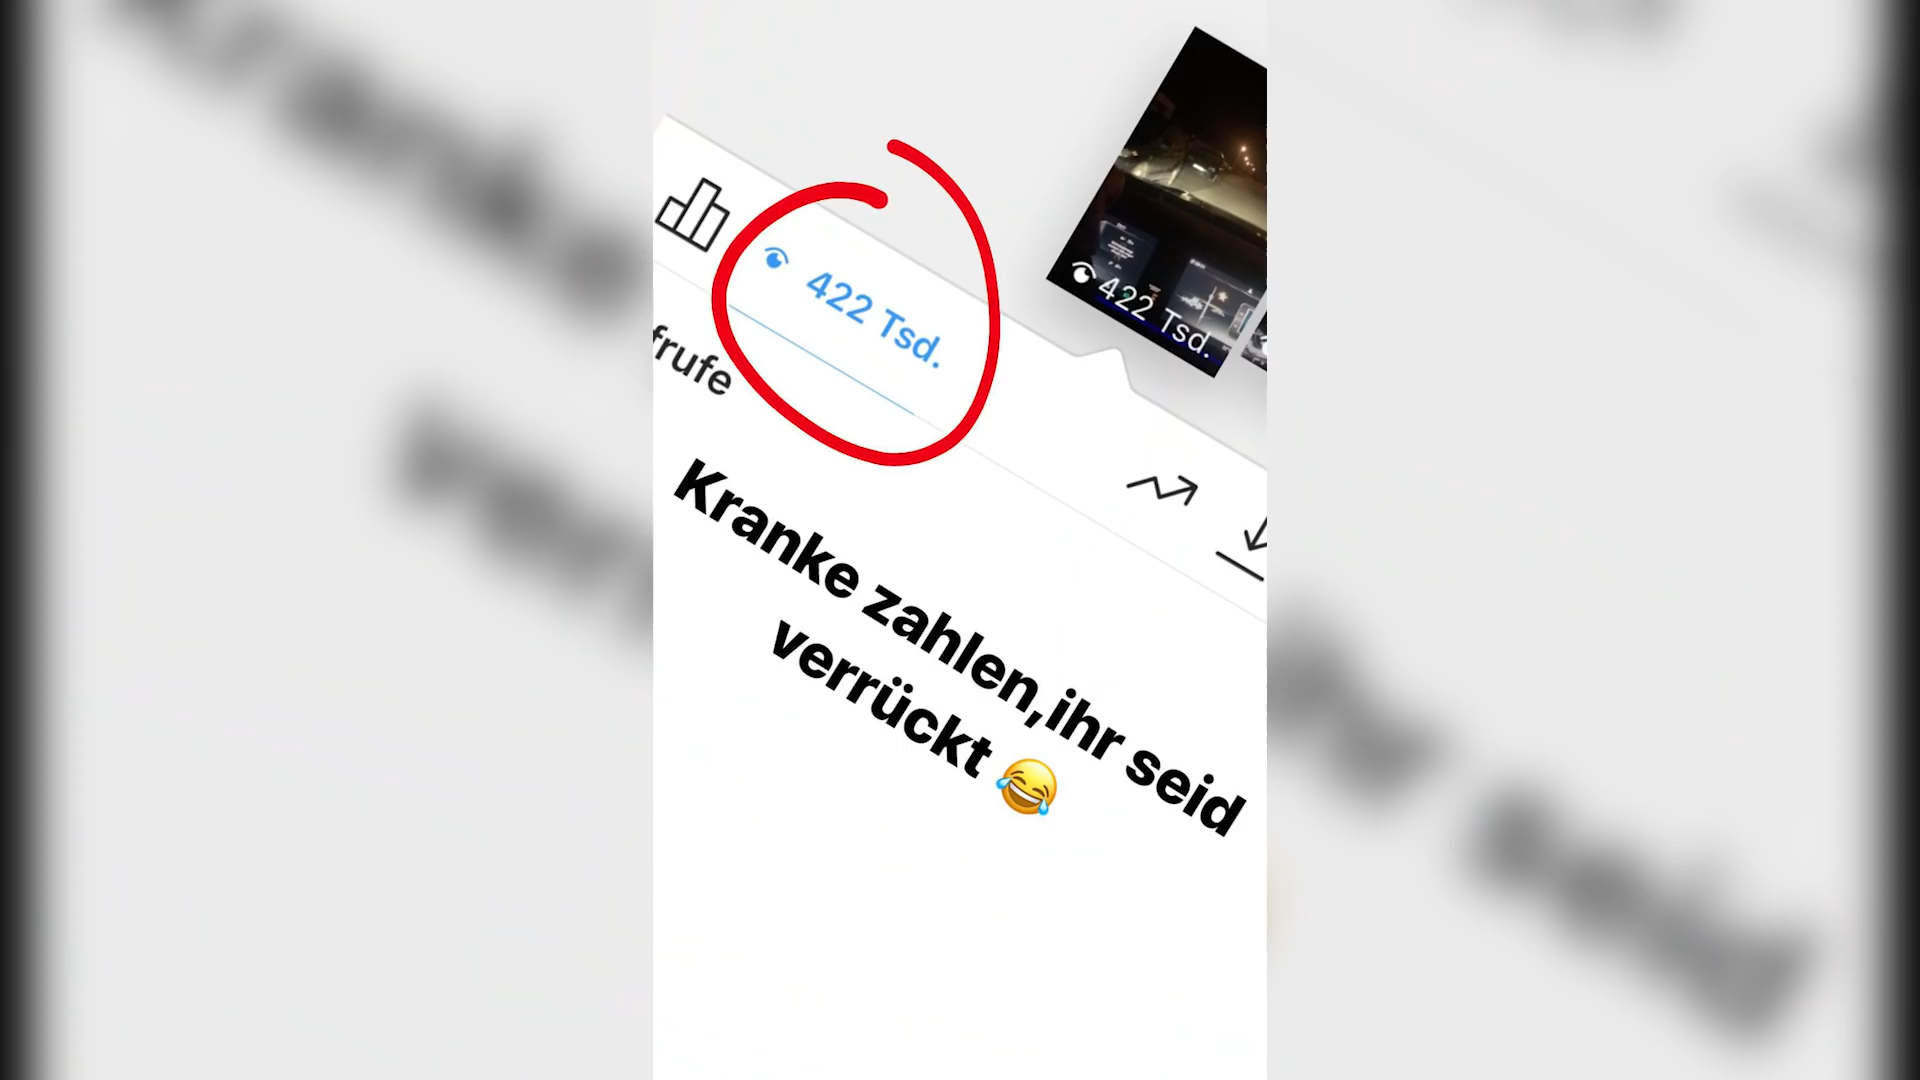 422 Tsd.
422 Tsd.
frufe
Kranke zahlen,ihr seid
verrückt 😂